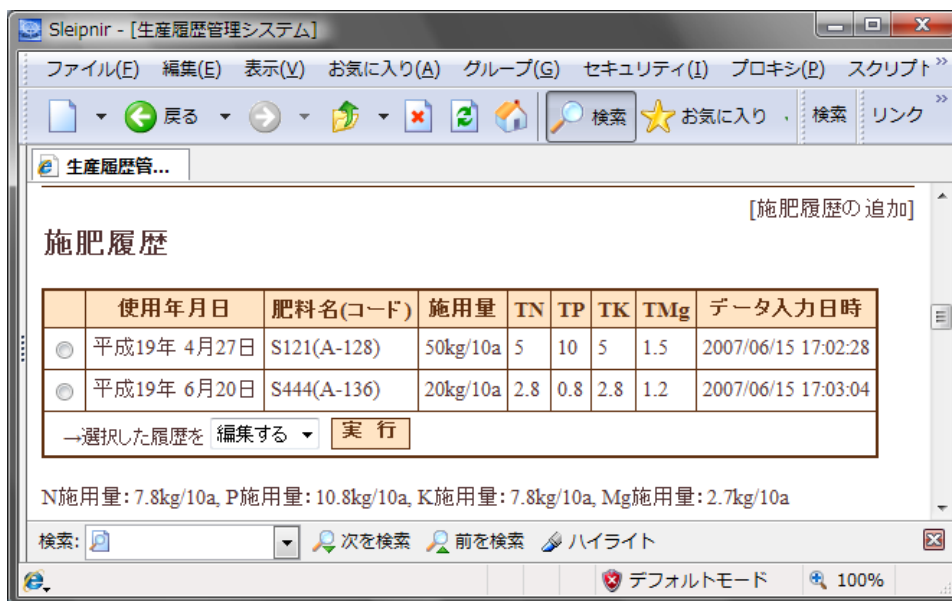 Sleipnir - [生産履歴管理システム]
ファイル(F) 編集(E) 表示(V) お気に入り(A) グループ(G) セキュリティ(I) プロキシ(P) スクリプト »
戻る 検索 お気に入り 検索 リンク »
生産履歴管...
[施肥履歴の追加]
施肥履歴
使用年月日 肥料名(コード) 施用量 TN TP TK TMg データ入力日時
平成19年 4月27日 S121(A-128) 50kg/10a 5 10 5 1.5 2007/06/15 17:02:28
平成19年 6月20日 S444(A-136) 20kg/10a 2.8 0.8 2.8 1.2 2007/06/15 17:03:04
→選択した履歴を 編集する 実 行
N施用量:7.8kg/10a, P施用量:10.8kg/10a, K施用量:7.8kg/10a, Mg施用量:2.7kg/10a
検索: 次を検索 前を検索 ハイライト
デフォルトモード 100%